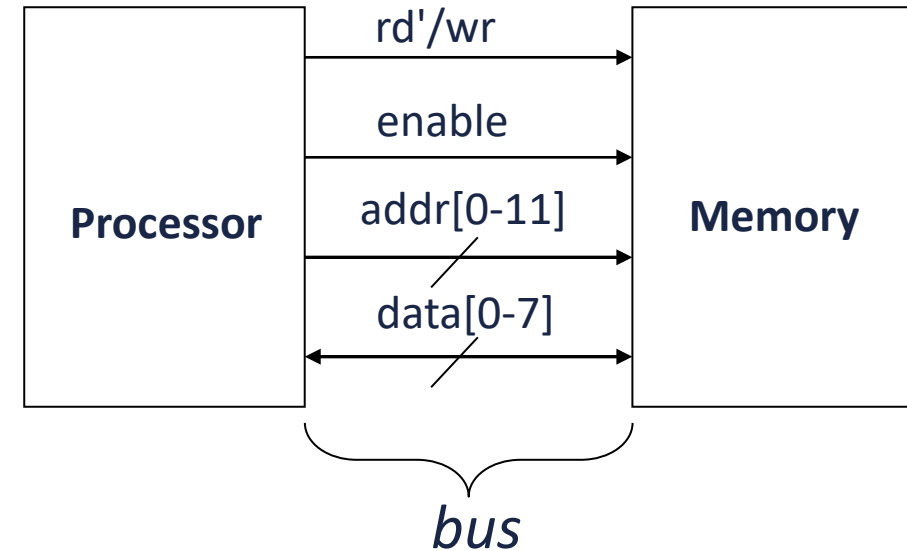 rd'/wr
enable
Processor
addr[0-11]
Memory
data[0-7]
bus